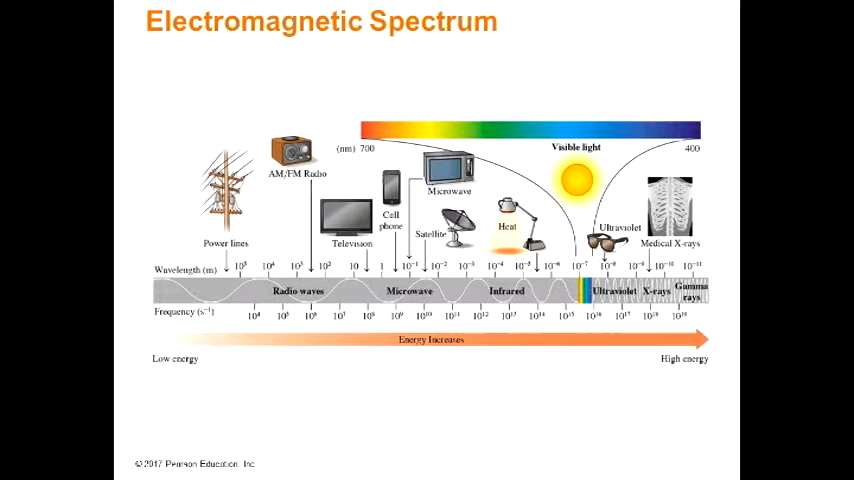 Electromagnetic Spectrum
(nm) 700 Visible light 400
AM/FM Radio
Microwave
Cell phone
Satellite
Heat
Ultraviolet
Power lines
Television
Medical X-rays
Wavelength (m) 10⁵ 10⁴ 10³ 10² 10 1 10⁻¹ 10⁻² 10⁻³ 10⁻⁴ 10⁻⁵ 10⁻⁶ 10⁻⁷ 10⁻⁸ 10⁻⁹ 10⁻¹⁰ 10⁻¹¹
Radio waves Microwave Infrared Ultraviolet X-rays Gamma rays
Frequency (s⁻¹) 10⁴ 10⁵ 10⁶ 10⁷ 10⁸ 10⁹ 10¹⁰ 10¹¹ 10¹² 10¹³ 10¹⁴ 10¹⁵ 10¹⁶ 10¹⁷ 10¹⁸ 10¹⁹
Energy Increases
Low energy High energy
© 2017 Pearson Education, Inc